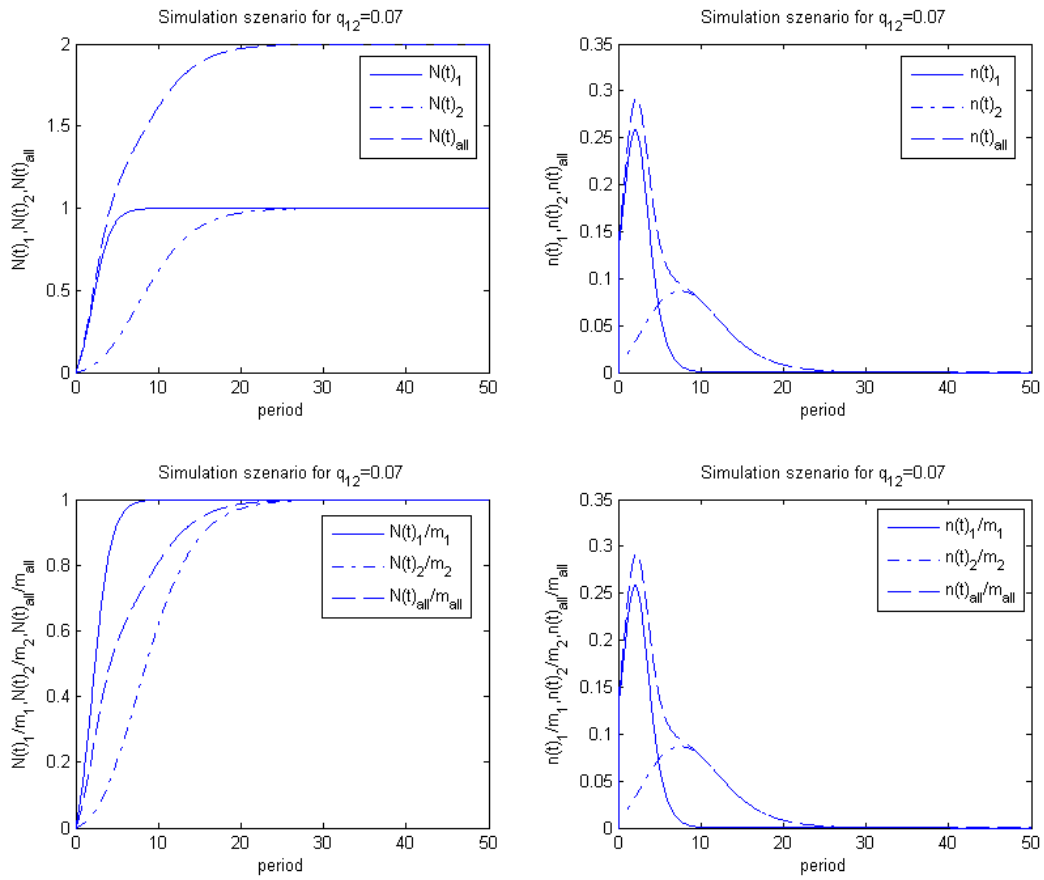 Simulation szenario for q12=0.07
2
1.5
1
0.5
0
0 10 20 30 40 50
period
N(t)1,N(t)2,N(t)all
N(t)1
N(t)2
N(t)all
Simulation szenario for q12=0.07
0.35
0.3
0.25
0.2
0.15
0.1
0.05
0
0 10 20 30 40 50
period
n(t)1,n(t)2,n(t)all
n(t)1
n(t)2
n(t)all
Simulation szenario for q12=0.07
1
0.8
0.6
0.4
0.2
0
0 10 20 30 40 50
period
N(t)1/m1,N(t)2/m2,N(t)all/mall
N(t)1/m1
N(t)2/m2
N(t)all/mall
Simulation szenario for q12=0.07
0.35
0.3
0.25
0.2
0.15
0.1
0.05
0
0 10 20 30 40 50
period
n(t)1/m1,n(t)2/m2,n(t)all/mall
n(t)1/m1
n(t)2/m2
n(t)all/mall